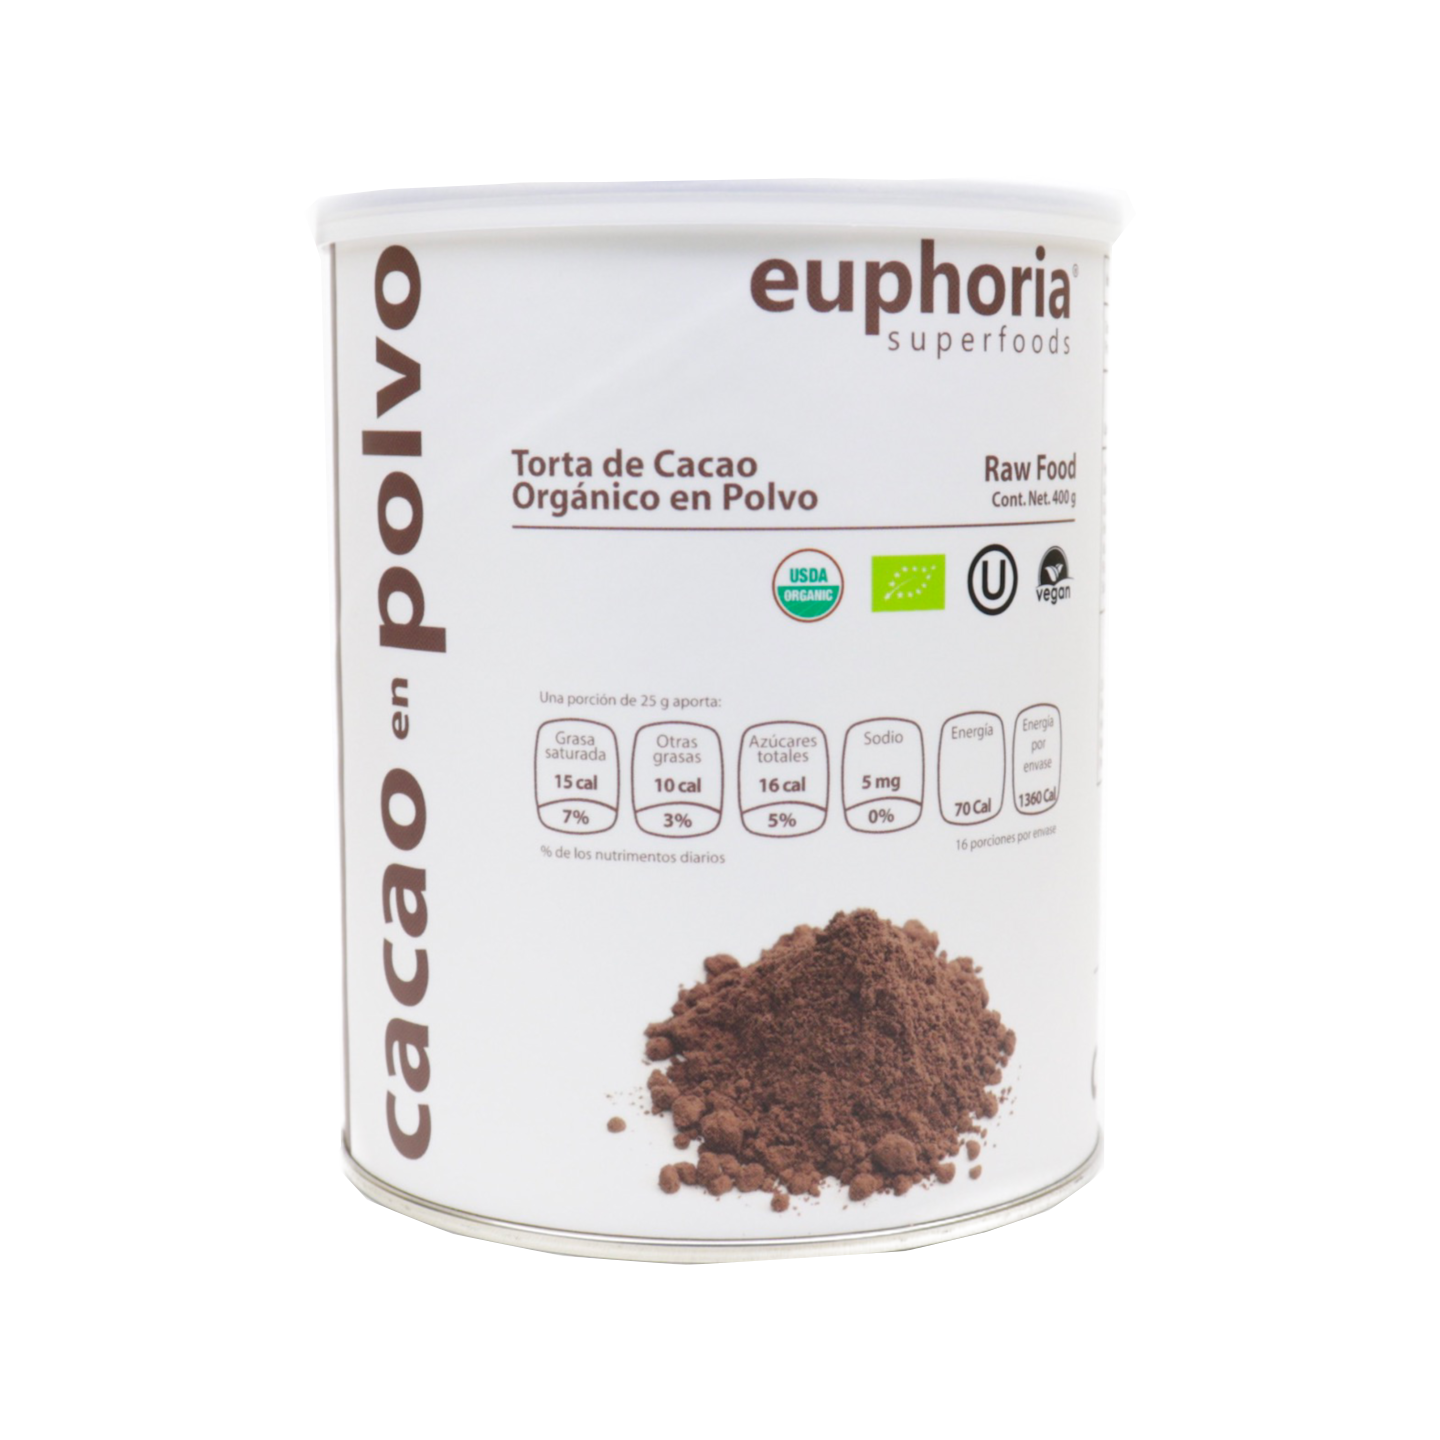 cacao en polvo
euphoria®
superfoods
Torta de Cacao
Orgánico en Polvo
Raw Food
Cont. Net. 400 g
USDA
ORGANIC
U
vegan
Una porción de 25 g aporta:
Grasa
saturada
15 cal
7%
Otras
grasas
10 cal
3%
Azúcares
totales
16 cal
5%
Sodio
5 mg
0%
Energía
70 Cal
Energía
por
envase
1360 Cal
% de los nutrimentos diarios
16 porciones por envase